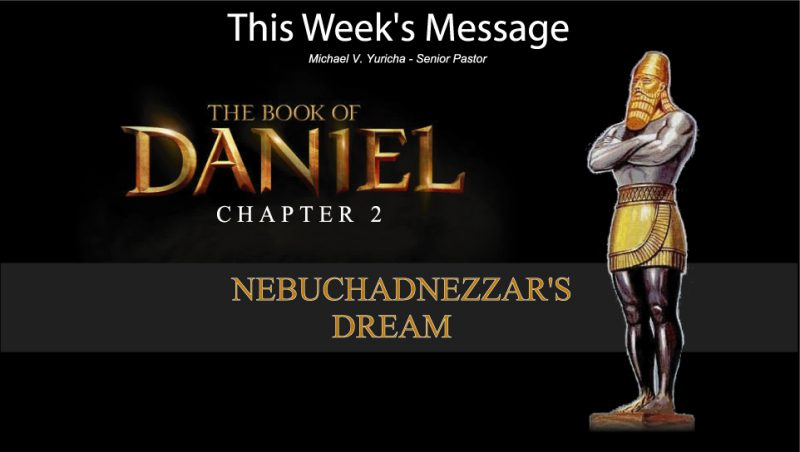 This Week's Message
Michael V. Yuricha - Senior Pastor
THE BOOK OF
DANIEL
CHAPTER 2
NEBUCHADNEZZAR'S
DREAM